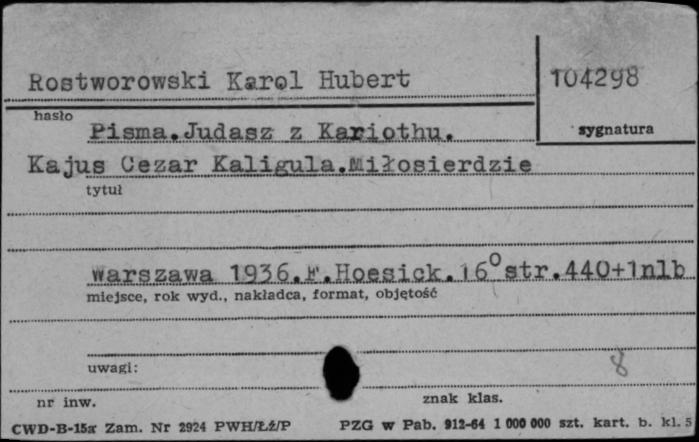 Rostworowski Karol Hubert
104298
hasło
sygnatura
Pisma.Judasz z Kariothu.
Kajus Cezar Kaligula.Miłosierdzie
tytuł
Warszawa 1936.F.Hoesick.16° str.440+1nlb
miejsce, rok wyd., nakładca, format, objętość
uwagi:
8
nr inw.
znak klas.
CWD-B-15a Zam. Nr 2924 PWH/ŁŻ/P
PZG w Pab. 912-64 1 000 000 szt. kart. b. kl. 5